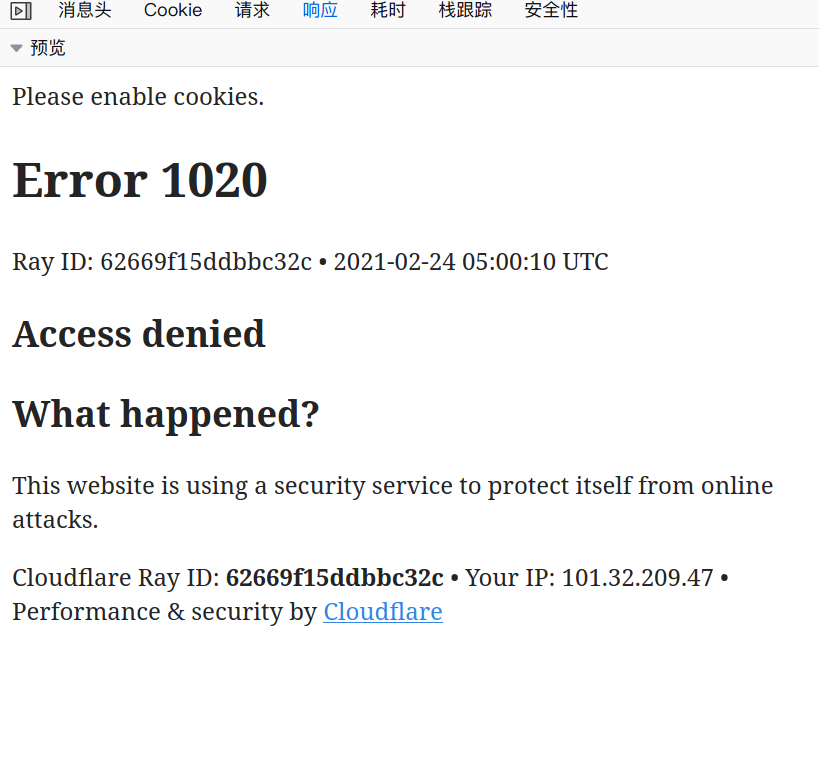 消息头 Cookie 请求 响应 耗时 栈跟踪 安全性
预览
Please enable cookies.
Error 1020
Ray ID: 62669f15ddbbc32c • 2021-02-24 05:00:10 UTC
Access denied
What happened?
This website is using a security service to protect itself from online
attacks.
Cloudflare Ray ID: 62669f15ddbbc32c • Your IP: 101.32.209.47 •
Performance & security by Cloudflare